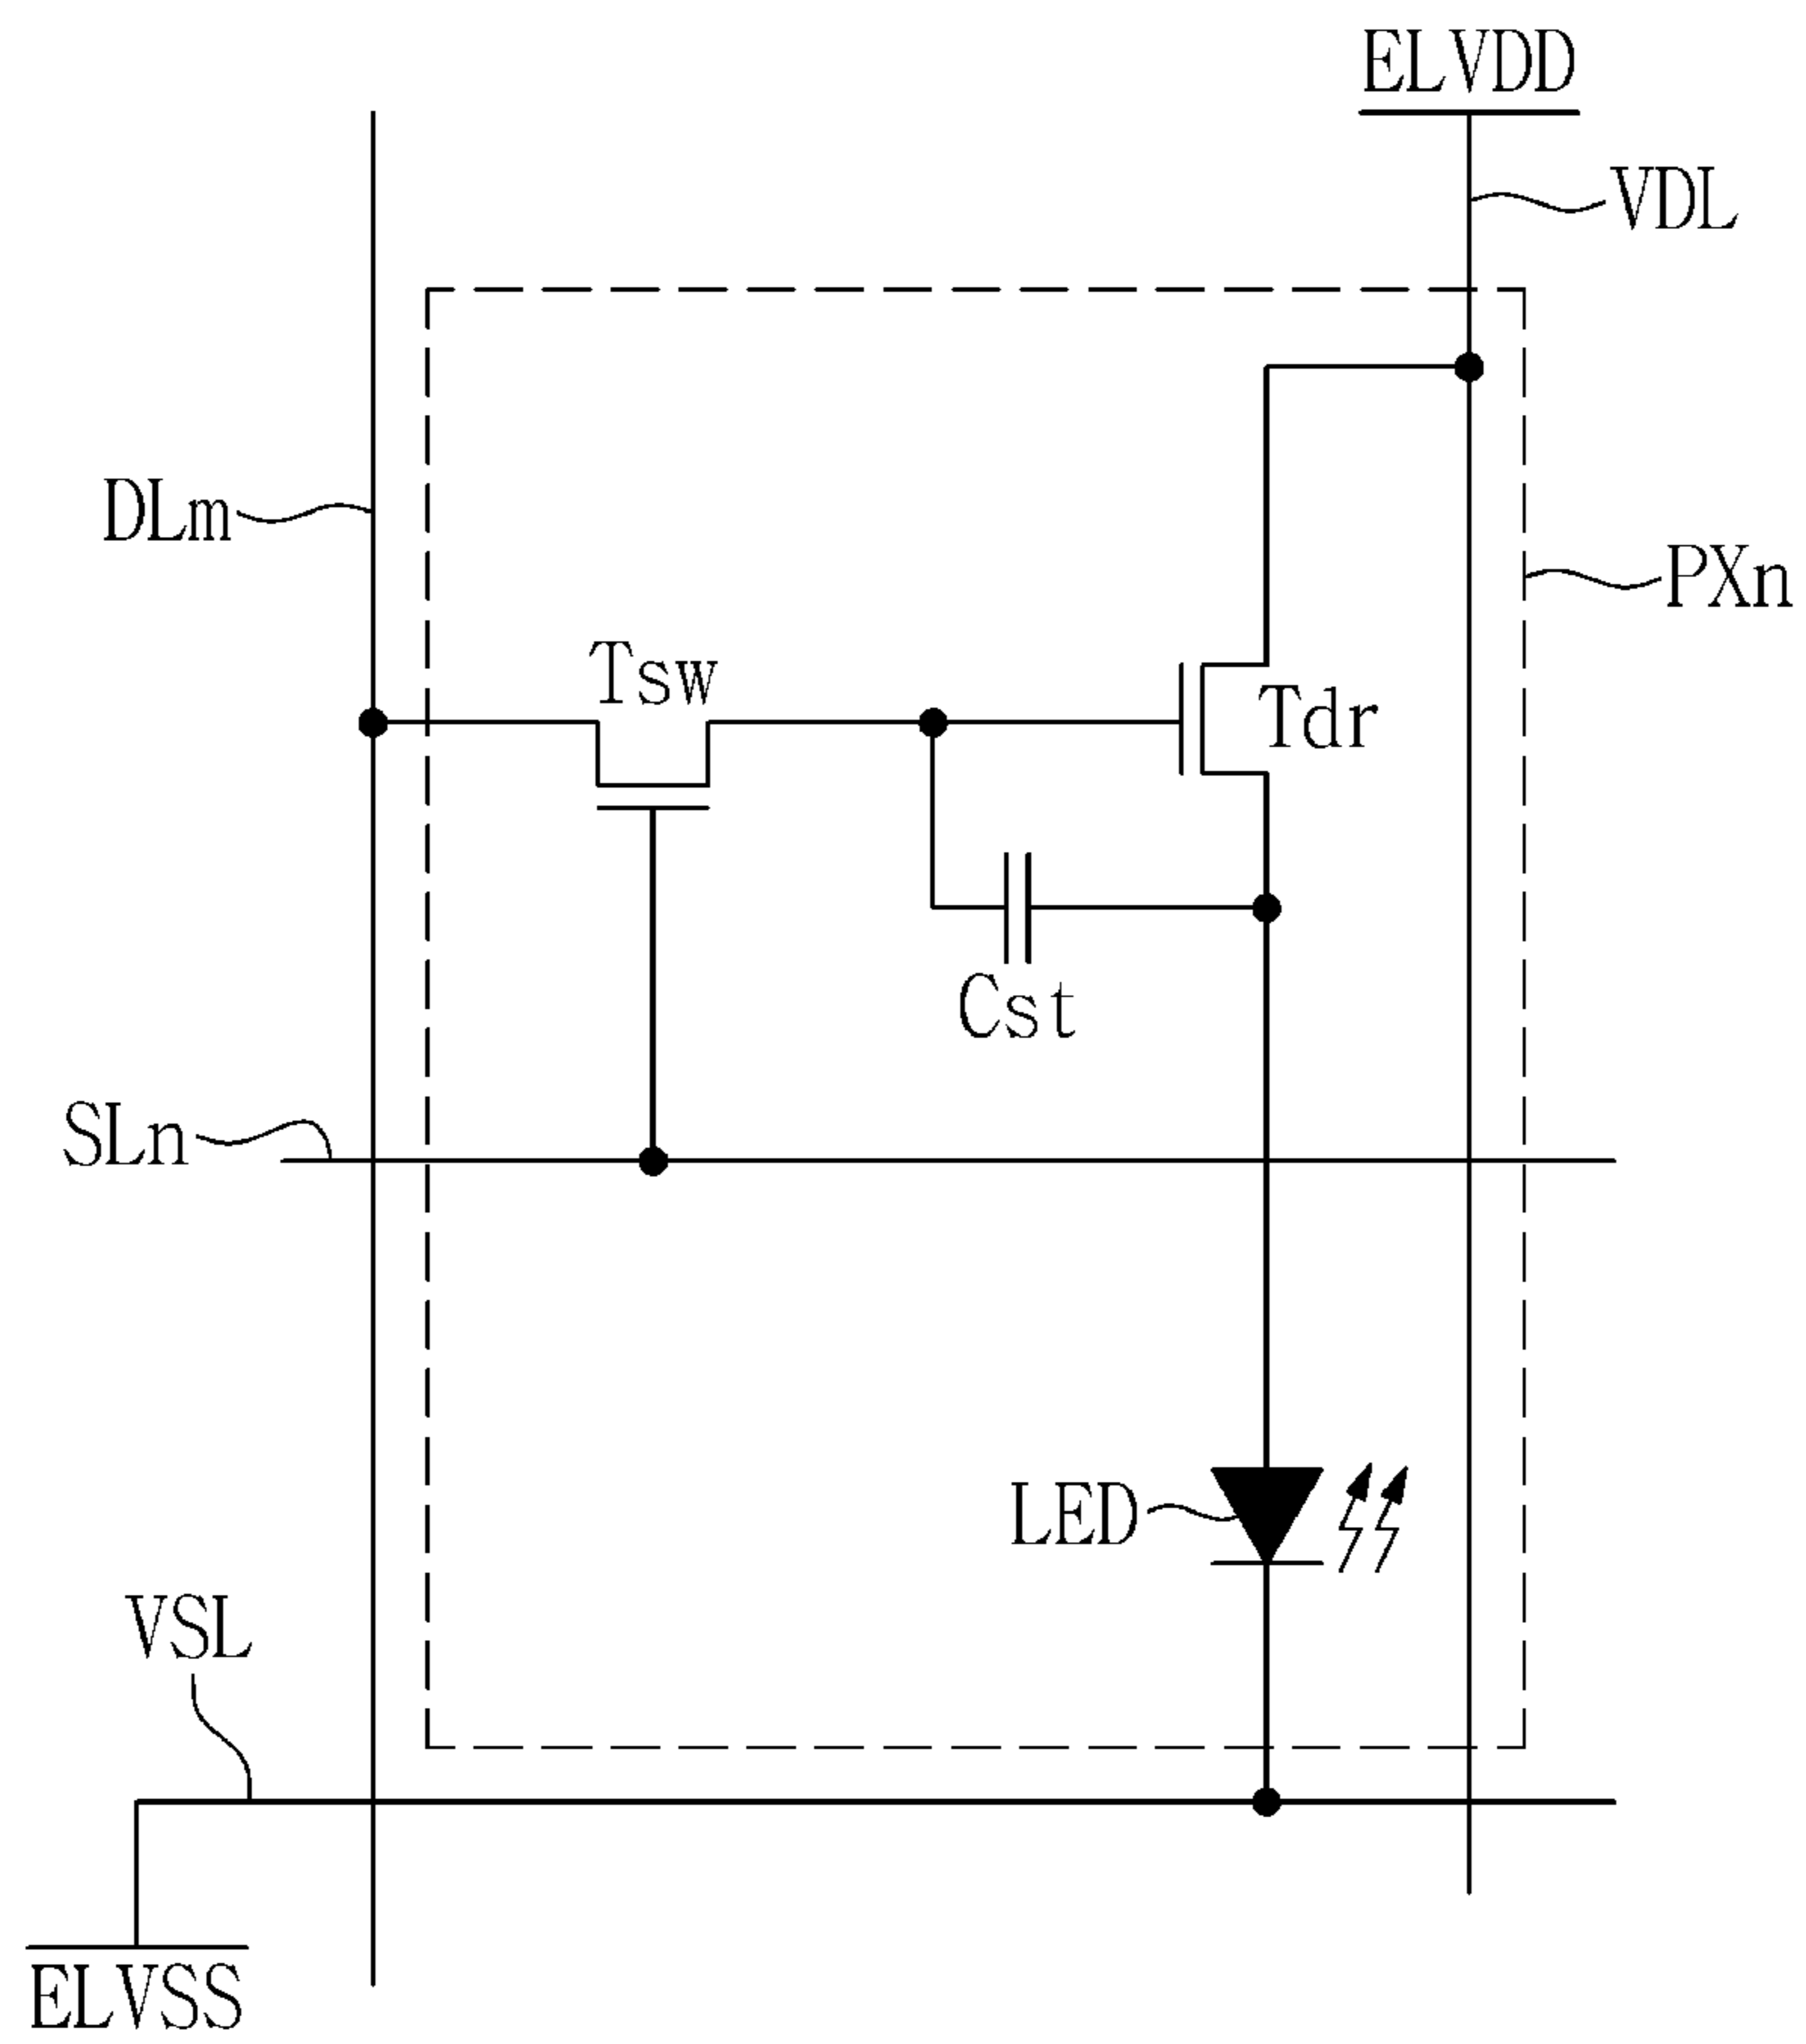 ELVDD
VDL
DLm
PXn
Tsw
Tdr
Cst
SLn
LED
VSL
ELVSS